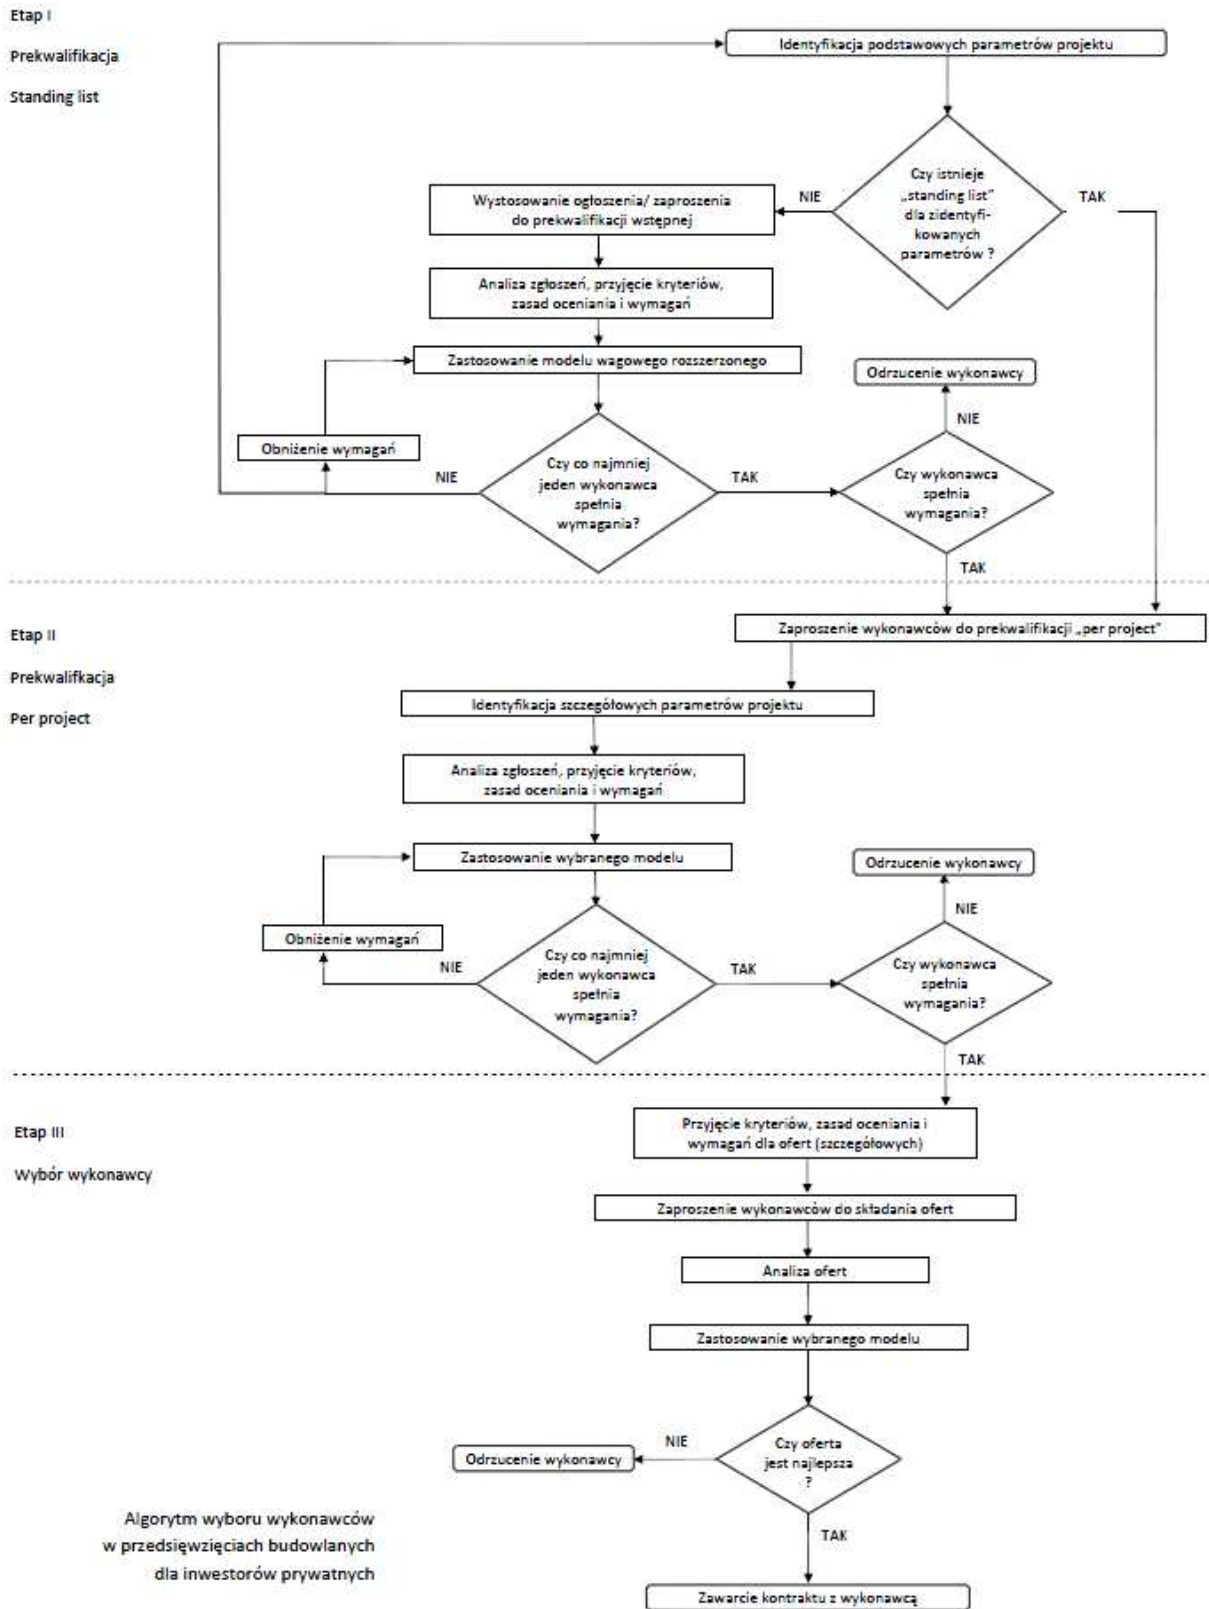 Etap I
Prekwalifikacja
Standing list
Identyfikacja podstawowych parametrów projektu
Czy istnieje
„standing list”
dla zidentyfi-
kowanych
parametrów ?
NIE
TAK
Wystosowanie ogłoszenia/ zaproszenia
do prekwalifikacji wstępnej
Analiza zgłoszeń, przyjęcie kryteriów,
zasad oceniania i wymagań
Zastosowanie modelu wagowego rozszerzonego
Odrzucenie wykonawcy
NIE
Obniżenie wymagań
NIE
Czy co najmniej
jeden wykonawca
spełnia
wymagania?
TAK
Czy wykonawca
spełnia
wymagania?
TAK
Etap II
Prekwalifkacja
Per project
Zaproszenie wykonawców do prekwalifikacji „per project”
Identyfikacja szczegółowych parametrów projektu
Analiza zgłoszeń, przyjęcie kryteriów,
zasad oceniania i wymagań
Zastosowanie wybranego modelu
Odrzucenie wykonawcy
NIE
Obniżenie wymagań
NIE
Czy co najmniej
jeden wykonawca
spełnia
wymagania?
TAK
Czy wykonawca
spełnia
wymagania?
TAK
Etap III
Wybór wykonawcy
Przyjęcie kryteriów, zasad oceniania i
wymagań dla ofert (szczegółowych)
Zaproszenie wykonawców do składania ofert
Analiza ofert
Zastosowanie wybranego modelu
Czy oferta
jest najlepsza
?
NIE
Odrzucenie wykonawcy
TAK
Zawarcie kontraktu z wykonawcą
Algorytm wyboru wykonawców
w przedsięwzięciach budowlanych
dla inwestorów prywatnych